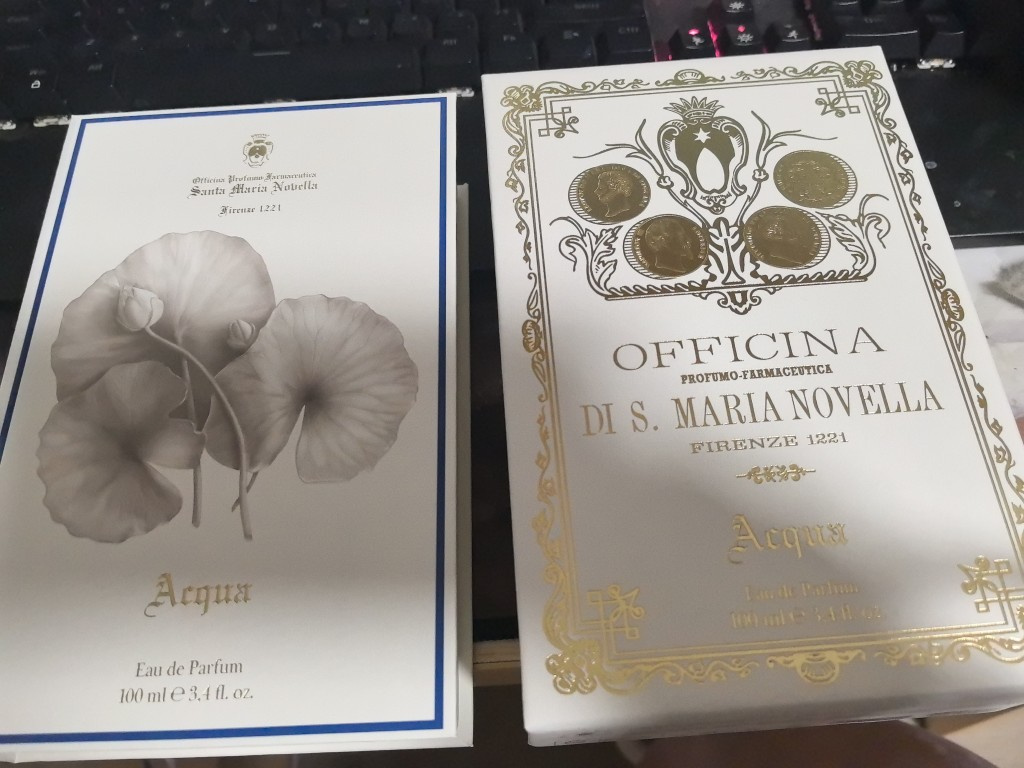 Officina Profumo-Farmaceutica
Santa Maria Novella
Firenze 1221
Acqua
Eau de Parfum
100 ml e 3,4 fl. oz.
OFFICINA
PROFUMO-FARMACEUTICA
DI S. MARIA NOVELLA
FIRENZE 1221
Acqua
Eau de Parfum
100 ml e 3,4 fl. oz.